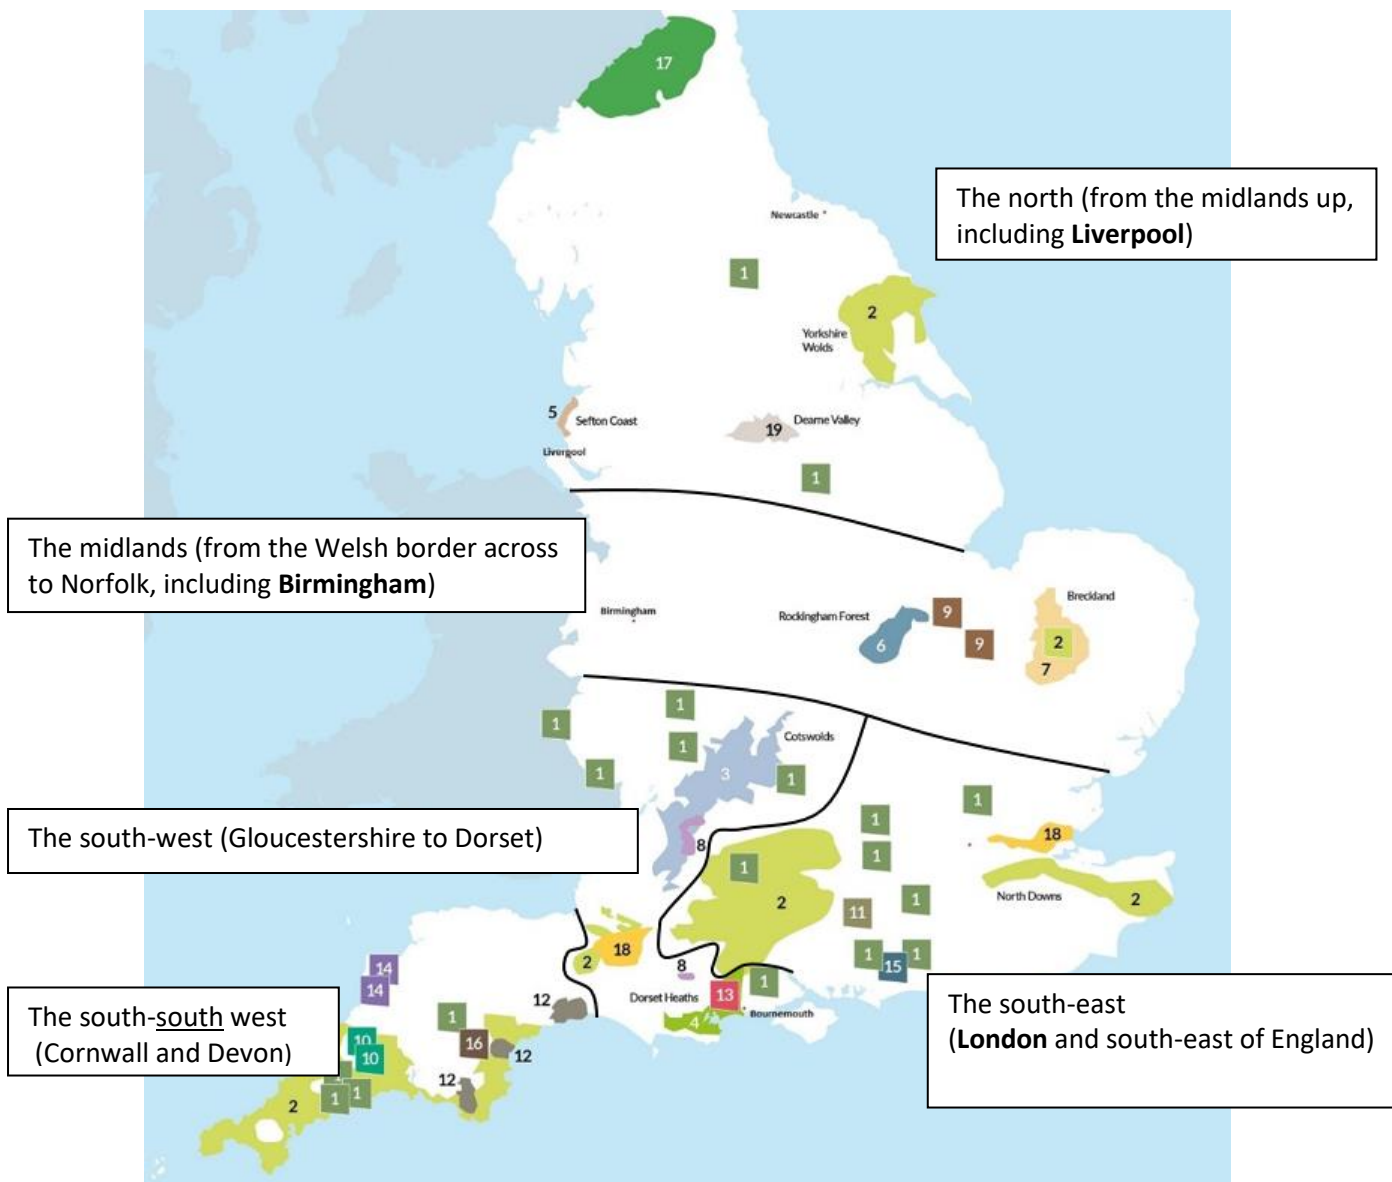 17
The north (from the midlands up,
including Liverpool)
Newcastle
1
2
Yorkshire
Wolds
5
Sefton Coast
Liverpool
19
Dearne Valley
1
The midlands (from the Welsh border across
to Norfolk, including Birmingham)
Birmingham
Rockingham Forest
6
9
9
Breckland
2
7
1
1
1
1
Cotswolds
3
1
The south-west (Gloucestershire to Dorset)
8
1
2
1
1
1
18
North Downs
2
11
1
1
15
1
2
18
8
Dorset Heaths
13
1
4
Bournemouth
14
14
The south-south west
(Cornwall and Devon)
12
1
16
12
12
10
10
1
1
1
2
The south-east
(London and south-east of England)